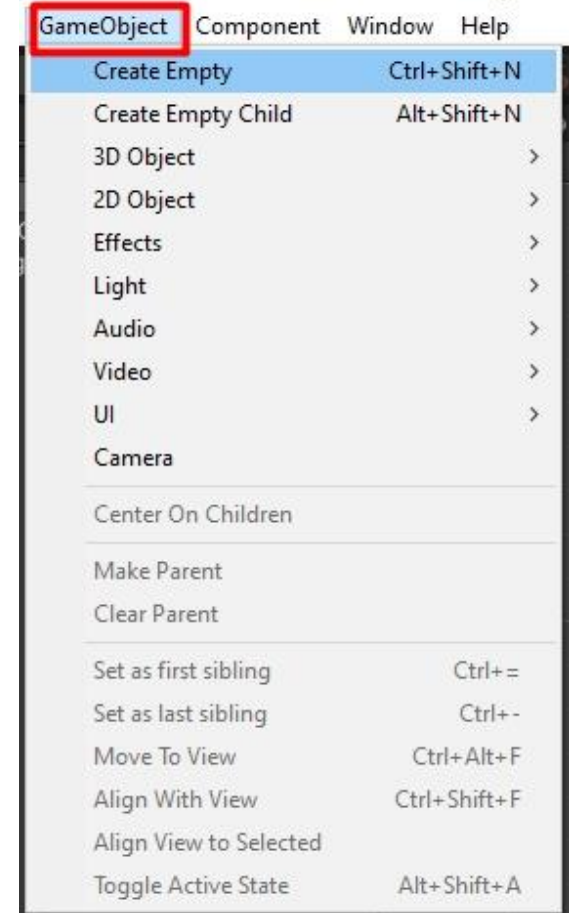 GameObject Component Window Help
Create Empty Ctrl+Shift+N
Create Empty Child Alt+Shift+N
3D Object >
2D Object >
Effects >
Light >
Audio >
Video >
UI >
Camera
Center On Children
Make Parent
Clear Parent
Set as first sibling Ctrl+=
Set as last sibling Ctrl+-
Move To View Ctrl+Alt+F
Align With View Ctrl+Shift+F
Align View to Selected
Toggle Active State Alt+Shift+A